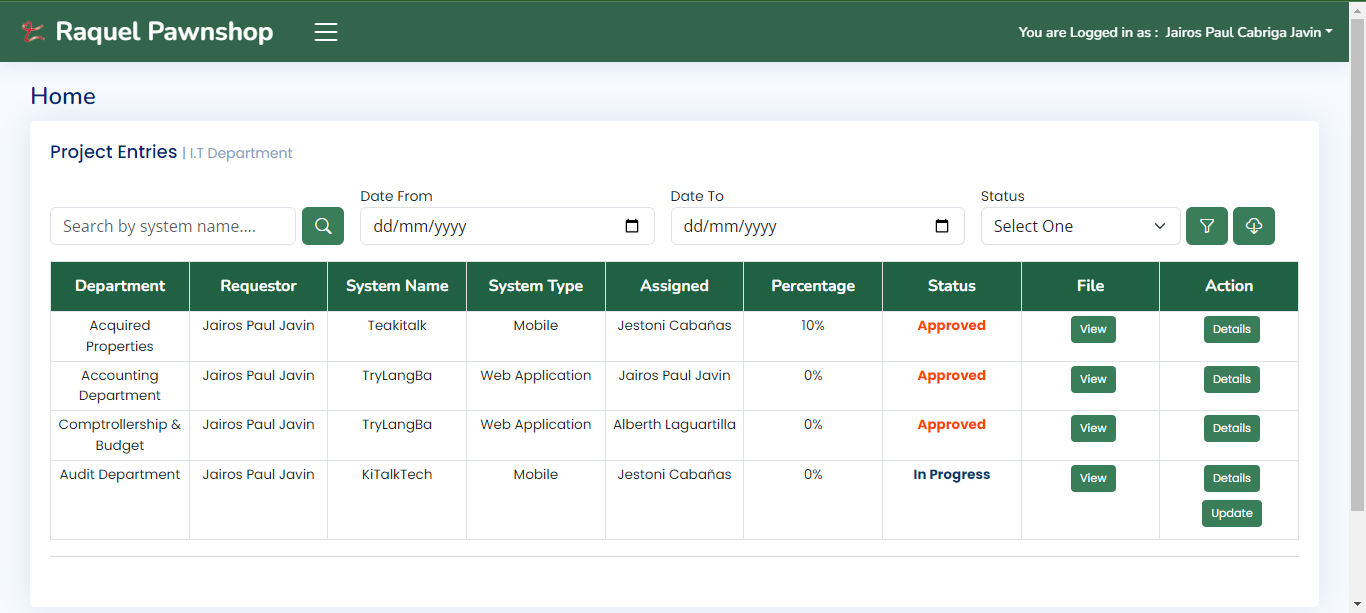 Raquel Pawnshop
You are Logged in as : Jairos Paul Cabriga Javin
Home
Project Entries | I.T Department
Date From Date To Status
Search by system name.... dd/mm/yyyy dd/mm/yyyy Select One
Department Requestor System Name System Type Assigned Percentage Status File Action
Acquired Jairos Paul Javin Teakitalk Mobile Jestoni Cabañas 10% Approved View Details
Properties
Accounting Jairos Paul Javin TryLangBa Web Application Jairos Paul Javin 0% Approved View Details
Department
Comptrollership & Jairos Paul Javin TryLangBa Web Application Alberth Laguartilla 0% Approved View Details
Budget
Audit Department Jairos Paul Javin KiTalkTech Mobile Jestoni Cabañas 0% In Progress View Details
Update